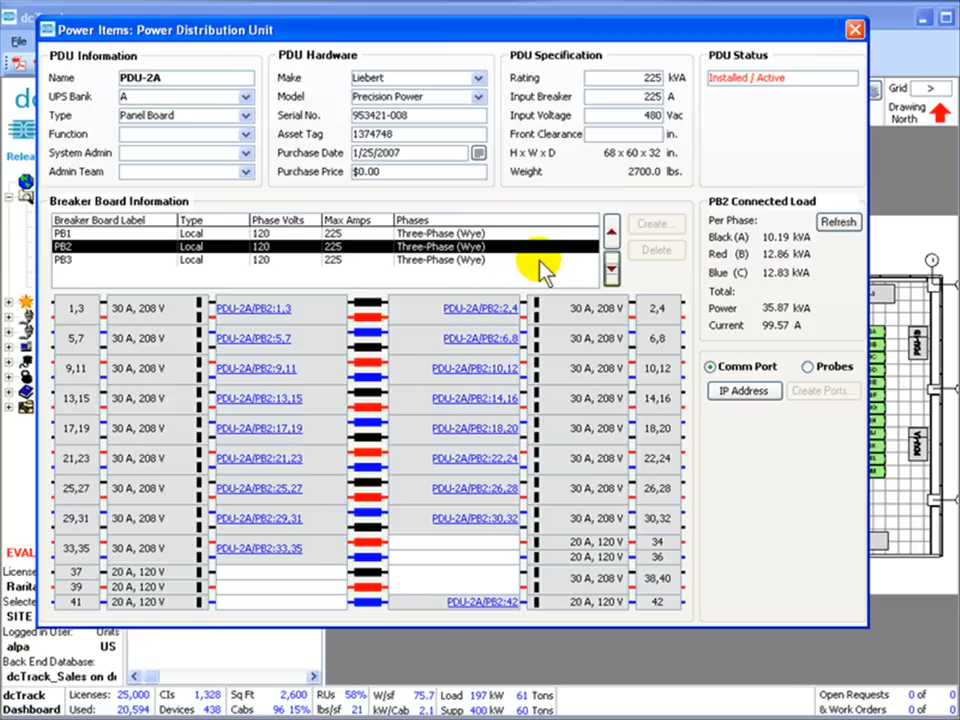 dcTrack
File
Power Items: Power Distribution Unit
PDU Information
Name PDU-2A
UPS Bank A
Type Panel Board
Function
System Admin
Admin Team
PDU Hardware
Make Liebert
Model Precision Power
Serial No. 953421-008
Asset Tag 1374748
Purchase Date 1/25/2007
Purchase Price $0.00
PDU Specification
Rating 225 kVA
Input Breaker 225 A
Input Voltage 480 Vac
Front Clearance in.
H x W x D 68 x 60 x 32 in.
Weight 2700.0 lbs.
PDU Status
Installed / Active
Grid >
Drawing
North
Breaker Board Information
Breaker Board Label Type Phase Volts Max Amps Phases
PB1 Local 120 225 Three-Phase (Wye)
PB2 Local 120 225 Three-Phase (Wye)
PB3 Local 120 225 Three-Phase (Wye)
Create...
Delete
PB2 Connected Load
Per Phase: Refresh
Black (A) 10.19 kVA
Red (B) 12.86 kVA
Blue (C) 12.83 kVA
Total:
Power 35.87 kVA
Current 99.57 A
Comm Port Probes
IP Address Create Ports...
1,3 30 A, 208 V PDU-2A/PB2:1,3 PDU-2A/PB2:2,4 30 A, 208 V 2,4
5,7 30 A, 208 V PDU-2A/PB2:5,7 PDU-2A/PB2:6,8 30 A, 208 V 6,8
9,11 30 A, 208 V PDU-2A/PB2:9,11 PDU-2A/PB2:10,12 30 A, 208 V 10,12
13,15 30 A, 208 V PDU-2A/PB2:13,15 PDU-2A/PB2:14,16 30 A, 208 V 14,16
17,19 30 A, 208 V PDU-2A/PB2:17,19 PDU-2A/PB2:18,20 30 A, 208 V 18,20
21,23 30 A, 208 V PDU-2A/PB2:21,23 PDU-2A/PB2:22,24 30 A, 208 V 22,24
25,27 30 A, 208 V PDU-2A/PB2:25,27 PDU-2A/PB2:26,28 30 A, 208 V 26,28
29,31 30 A, 208 V PDU-2A/PB2:29,31 PDU-2A/PB2:30,32 30 A, 208 V 30,32
33,35 30 A, 208 V PDU-2A/PB2:33,35 20 A, 120 V 34
20 A, 120 V 36
37 20 A, 120 V 30 A, 208 V 38,40
39 20 A, 120 V
41 20 A, 120 V PDU-2A/PB2:42 20 A, 120 V 42
PDU-1B
PDU-1A
Relea
EVAL
License
Rarita
Selecte
SITE
Logged in User: Units
alpa US
Back End Database:
dcTrack_Sales on dc
dcTrack Licenses: 25,000 CIs 1,328 Sq Ft 2,600 RUs 58% W/sf 75.7 Load 197 kW 61 Tons Open Requests 0 of 0
Dashboard Used: 20,594 Devices 438 Cabs 96 15% lbs/sf 21 kW/Cab 2.1 Supp 400 kW 60 Tons & Work Orders 0 of 0